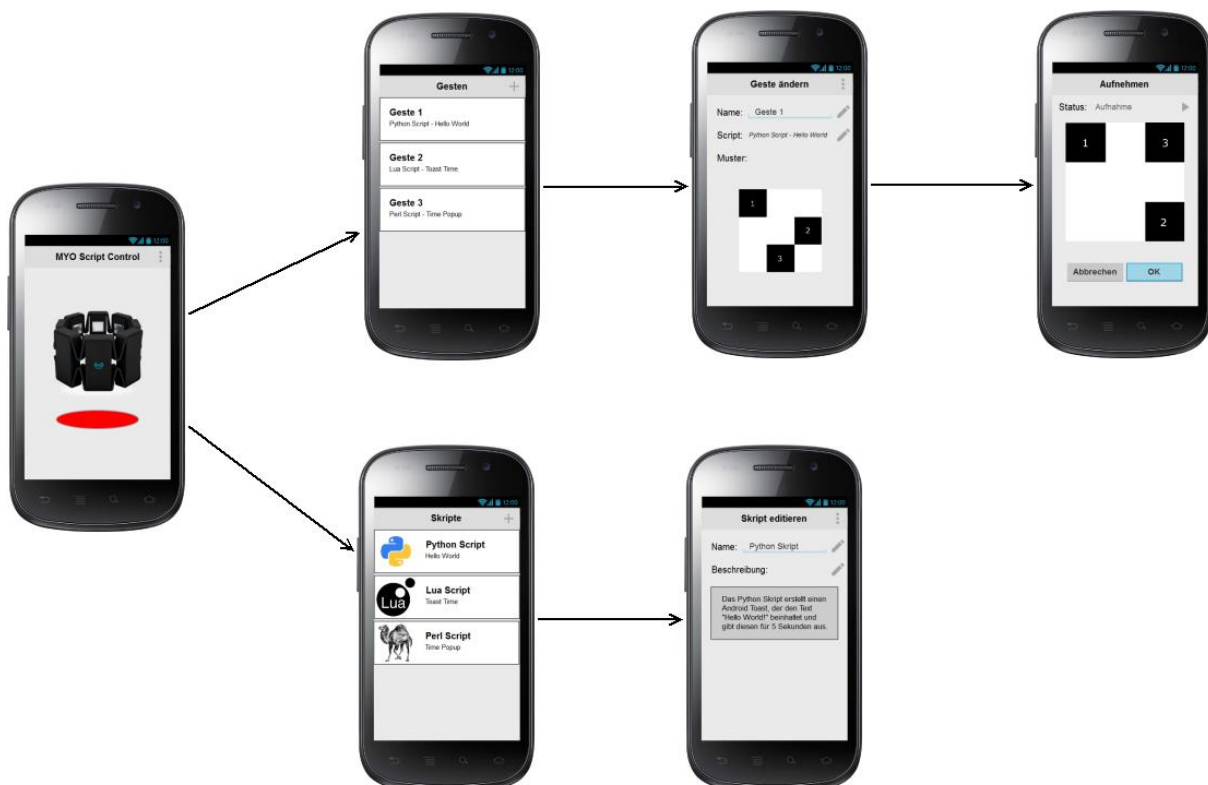 12:00
MYO Script Control
12:00
Gesten
Geste 1
Python Script - Hello World
Geste 2
Lua Script - Toast Time
Geste 3
Perl Script - Time Popup
12:00
Geste ändern
Name: Geste 1
Script: Python Script - Hello World
Muster:
1
2
3
12:00
Aufnehmen
Status: Aufnahme
1 3
2
Abbrechen OK
12:00
Skripte
Python Script
Hello World
Lua
Lua Script
Toast Time
Perl Script
Time Popup
12:00
Skript editieren
Name: Python Skript
Beschreibung:
Das Python Skript erstellt einen
Android Toast, der den Text
"Hello World!" beinhaltet und
gibt diesen für 5 Sekunden aus.